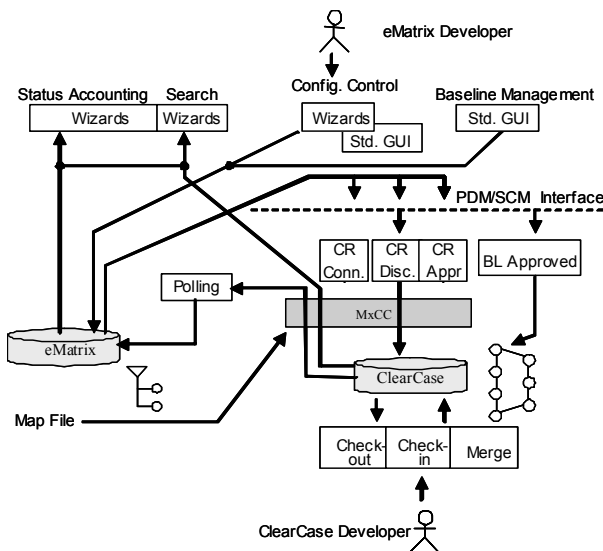 eMatrix Developer
Status Accounting
Search
Config. Control
Baseline Management
Wizards
Wizards
Wizards
Std. GUI
Std. GUI
PDM/SCM Interface
CR
Conn.
CR
Disc.
CR
Appr
BL Approved
Polling
MxCC
eMatrix
ClearCase
Map File
Check-
out
Check-
in
Merge
ClearCase Developer